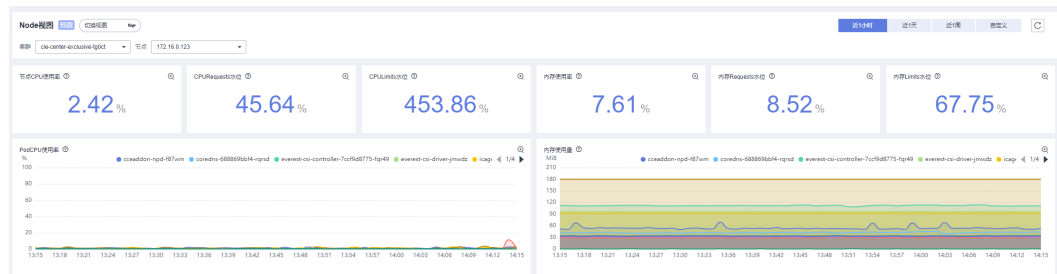 Node视图 预置 切换视图
集群 cie-center-exclusive-tg0ct 节点 172.16.0.123
近1小时 近1天 近1周 自定义
节点CPU使用率
2.42%
CPURequests水位
45.64%
CPULimits水位
453.86%
内存使用率
7.61%
内存Requests水位
8.52%
内存Limits水位
67.75%
PodCPU使用率
%
cceaddon-npd-f87wm coredns-688869bbf4-rqrsd everest-csi-controller-7ccf9d8775-fqr49 everest-csi-driver-jmwdz icage 1/4
100
80
60
40
20
0
13:15 13:18 13:21 13:24 13:27 13:30 13:33 13:36 13:39 13:42 13:45 13:48 13:51 13:54 13:57 14:00 14:03 14:06 14:09 14:12 14:15
内存使用量
MiB
cceaddon-npd-f87wm coredns-688869bbf4-rqrsd everest-csi-controller-7ccf9d8775-fqr49 everest-csi-driver-jmwdz icage 1/4
210
180
150
120
90
60
30
0
13:15 13:18 13:21 13:24 13:27 13:30 13:33 13:36 13:39 13:42 13:45 13:48 13:51 13:54 13:57 14:00 14:03 14:06 14:09 14:12 14:15